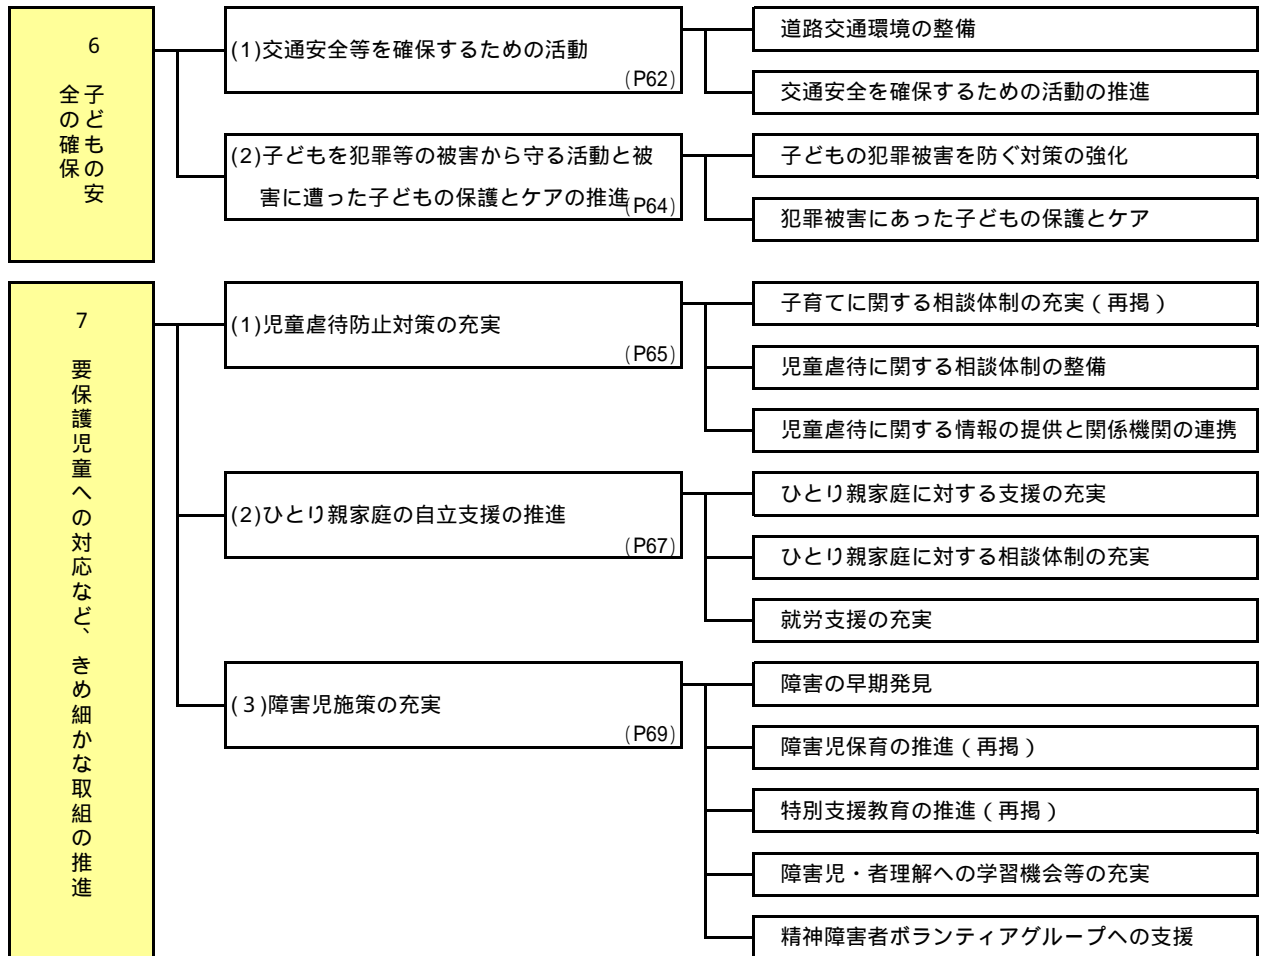 6
子どもの安
全の確保
(1)交通安全等を確保するための活動
(P62)
道路交通環境の整備
交通安全を確保するための活動の推進
(2)子どもを犯罪等の被害から守る活動と被
害に遭った子どもの保護とケアの推進(P64)
子どもの犯罪被害を防ぐ対策の強化
犯罪被害にあった子どもの保護とケア
7
要保護児童への対応など、きめ細かな取組の推進
(1)児童虐待防止対策の充実
(P65)
子育てに関する相談体制の充実(再掲)
児童虐待に関する相談体制の整備
児童虐待に関する情報の提供と関係機関の連携
(2)ひとり親家庭の自立支援の推進
(P67)
ひとり親家庭に対する支援の充実
ひとり親家庭に対する相談体制の充実
就労支援の充実
(3)障害児施策の充実
(P69)
障害の早期発見
障害児保育の推進(再掲)
特別支援教育の推進(再掲)
障害児・者理解への学習機会等の充実
精神障害者ボランティアグループへの支援